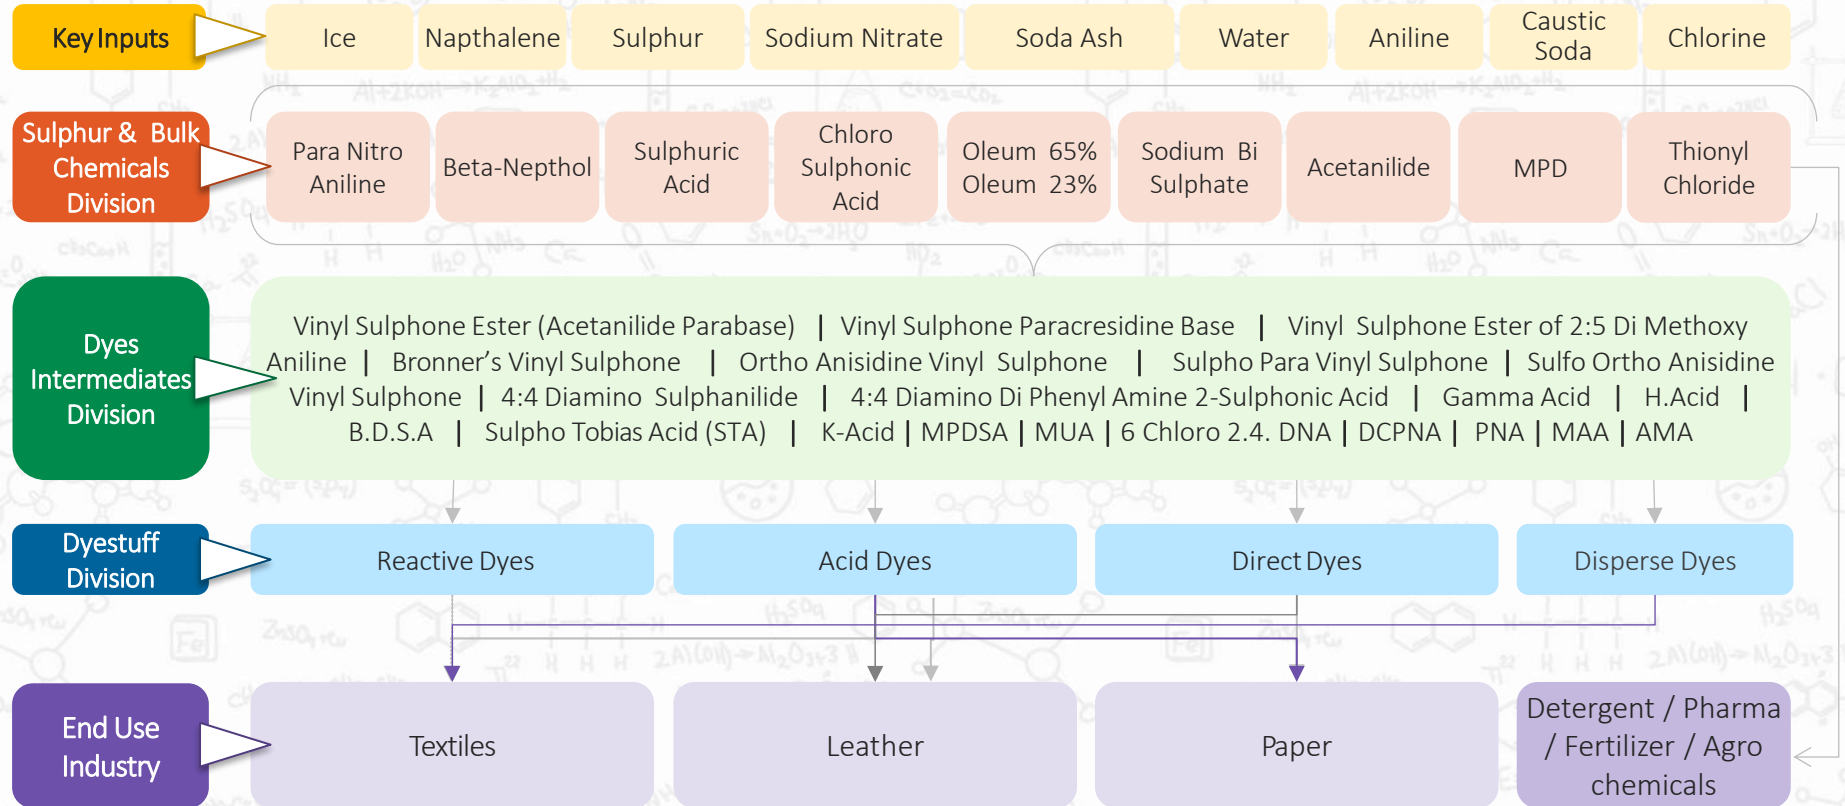 Key Inputs
Ice
Napthalene
Sulphur
Sodium Nitrate
Soda Ash
Water
Aniline
Caustic
Soda
Chlorine
Sulphur & Bulk
Chemicals
Division
Para Nitro
Aniline
Beta-Nepthol
Sulphuric
Acid
Chloro
Sulphonic
Acid
Oleum 65%
Oleum 23%
Sodium Bi
Sulphate
Acetanilide
MPD
Thionyl
Chloride
Dyes
Intermediates
Division
Vinyl Sulphone Ester (Acetanilide Parabase) | Vinyl Sulphone Paracresidine Base | Vinyl Sulphone Ester of 2:5 Di Methoxy
Aniline | Bronner’s Vinyl Sulphone | Ortho Anisidine Vinyl Sulphone | Sulpho Para Vinyl Sulphone | Sulfo Ortho Anisidine
Vinyl Sulphone | 4:4 Diamino Sulphanilide | 4:4 Diamino Di Phenyl Amine 2-Sulphonic Acid | Gamma Acid | H.Acid |
B.D.S.A | Sulpho Tobias Acid (STA) | K-Acid | MPDSA | MUA | 6 Chloro 2.4. DNA | DCPNA | PNA | MAA | AMA
Dyestuff
Division
Reactive Dyes
Acid Dyes
Direct Dyes
Disperse Dyes
End Use
Industry
Textiles
Leather
Paper
Detergent / Pharma
/ Fertilizer / Agro
chemicals